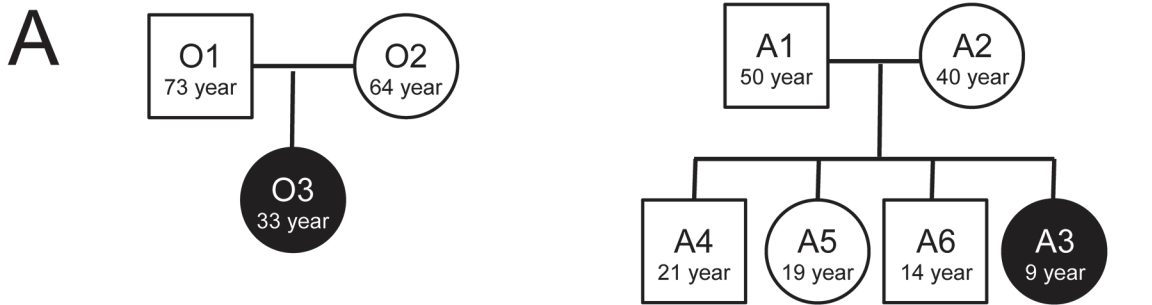 A
O1
73 year
O2
64 year
O3
33 year
A1
50 year
A2
40 year
A4
21 year
A5
19 year
A6
14 year
A3
9 year